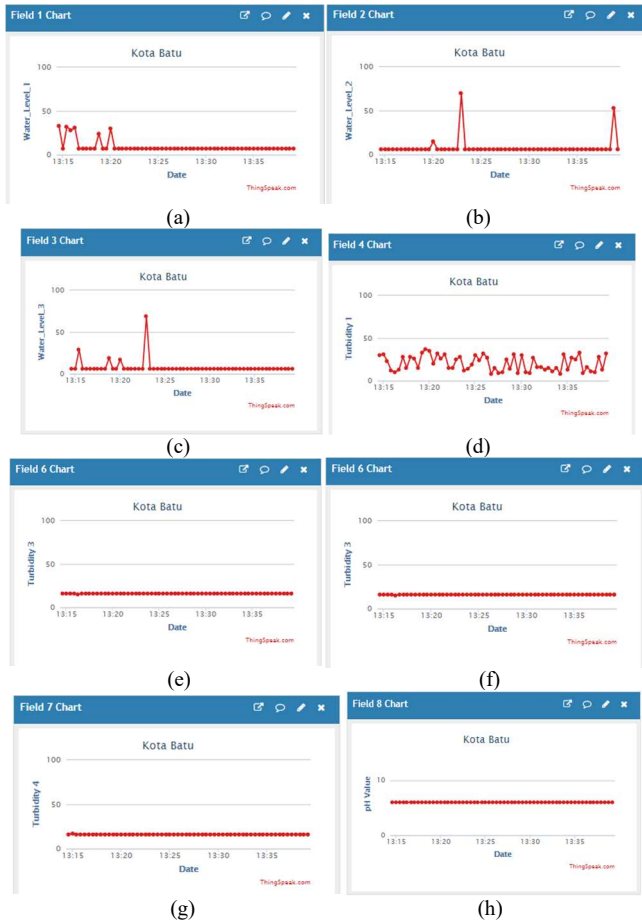 Field 1 Chart
Kota Batu
100
50
0
Water_Level_1
13:15 13:20 13:25 13:30 13:35
Date
ThingSpeak.com
(a)
Field 2 Chart
Kota Batu
100
50
0
Water_Level_2
13:15 13:20 13:25 13:30 13:35
Date
ThingSpeak.com
(b)
Field 3 Chart
Kota Batu
100
50
0
Water_Level_3
13:15 13:20 13:25 13:30 13:35
Date
ThingSpeak.com
(c)
Field 4 Chart
Kota Batu
100
50
0
Turbidity 1
13:15 13:20 13:25 13:30 13:35
Date
ThingSpeak.com
(d)
Field 6 Chart
Kota Batu
100
50
0
Turbidity 3
13:15 13:20 13:25 13:30 13:35
Date
ThingSpeak.com
(e)
Field 6 Chart
Kota Batu
100
50
0
Turbidity 3
13:15 13:20 13:25 13:30 13:35
Date
ThingSpeak.com
(f)
Field 7 Chart
Kota Batu
100
50
0
Turbidity 4
13:15 13:20 13:25 13:30 13:35
Date
ThingSpeak.com
(g)
Field 8 Chart
Kota Batu
10
0
pH Value
13:15 13:20 13:25 13:30 13:35
Date
ThingSpeak.com
(h)